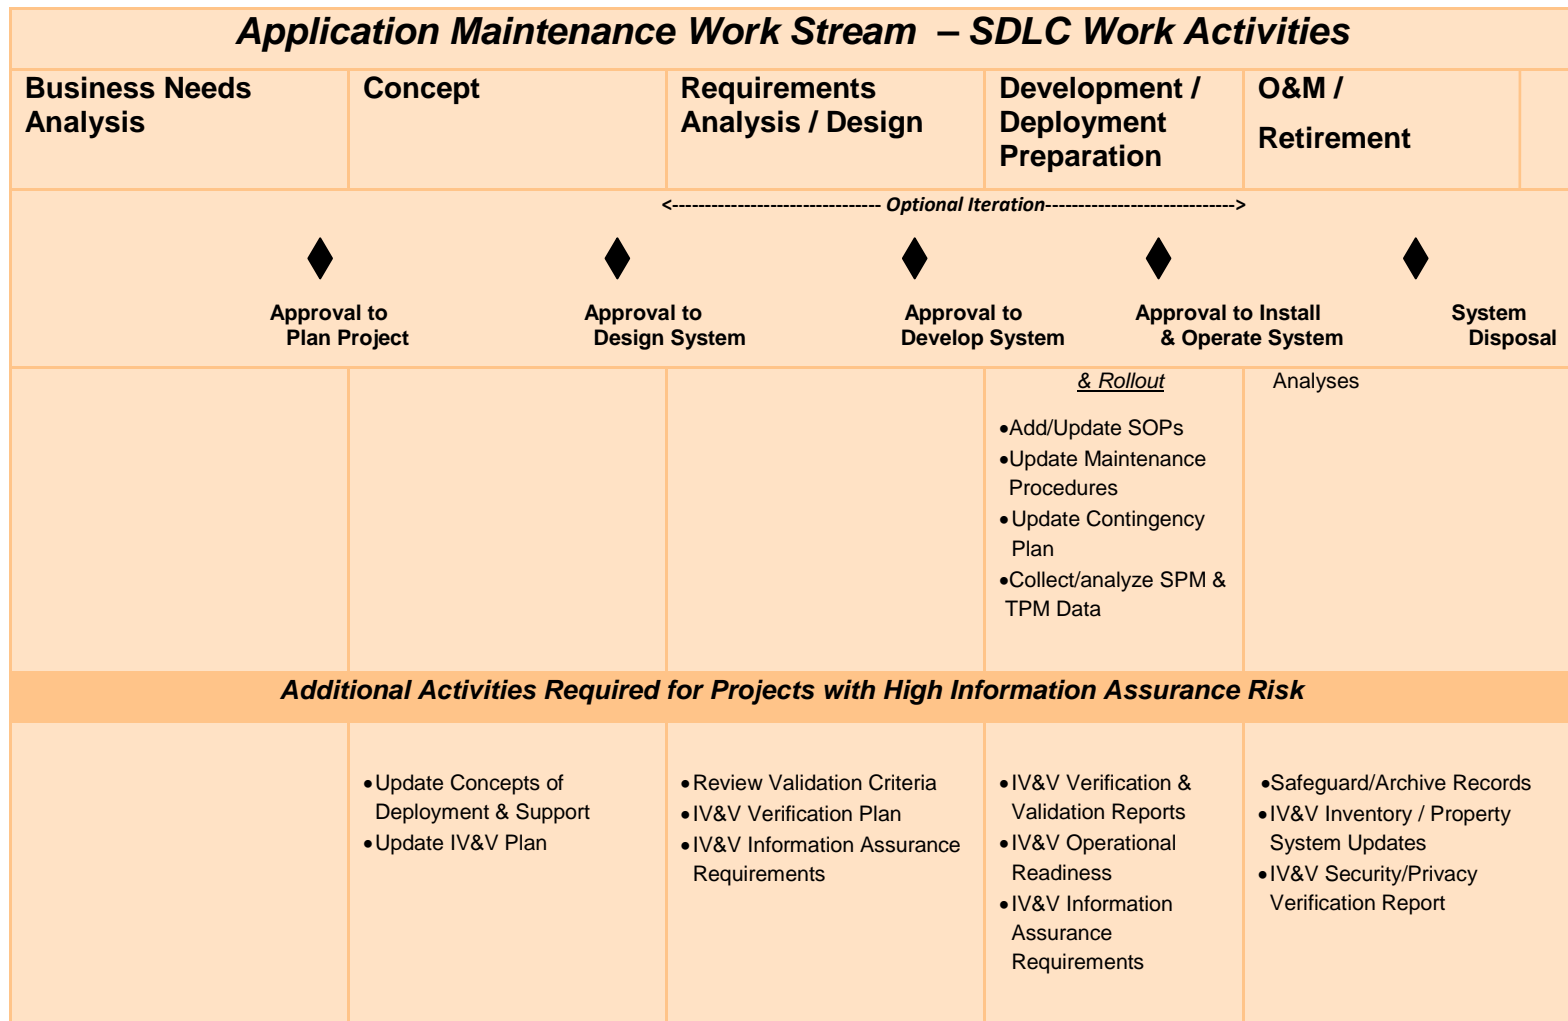 Application Maintenance Work Stream – SDLC Work Activities
Business Needs
Analysis
Concept
Requirements
Analysis / Design
Development /
Deployment
Preparation
O&M /
Retirement
<-------------------------------- Optional Iteration----------------------------->
Approval to
Plan Project
Approval to
Design System
Approval to
Develop System
Approval to Install
& Operate System
System
Disposal
& Rollout
•Add/Update SOPs
•Update Maintenance
Procedures
•Update Contingency
Plan
•Collect/analyze SPM &
TPM Data
Analyses
Additional Activities Required for Projects with High Information Assurance Risk
•Update Concepts of
Deployment & Support
•Update IV&V Plan
•Review Validation Criteria
•IV&V Verification Plan
•IV&V Information Assurance
Requirements
•IV&V Verification &
Validation Reports
•IV&V Operational
Readiness
•IV&V Information
Assurance
Requirements
•Safeguard/Archive Records
•IV&V Inventory / Property
System Updates
•IV&V Security/Privacy
Verification Report